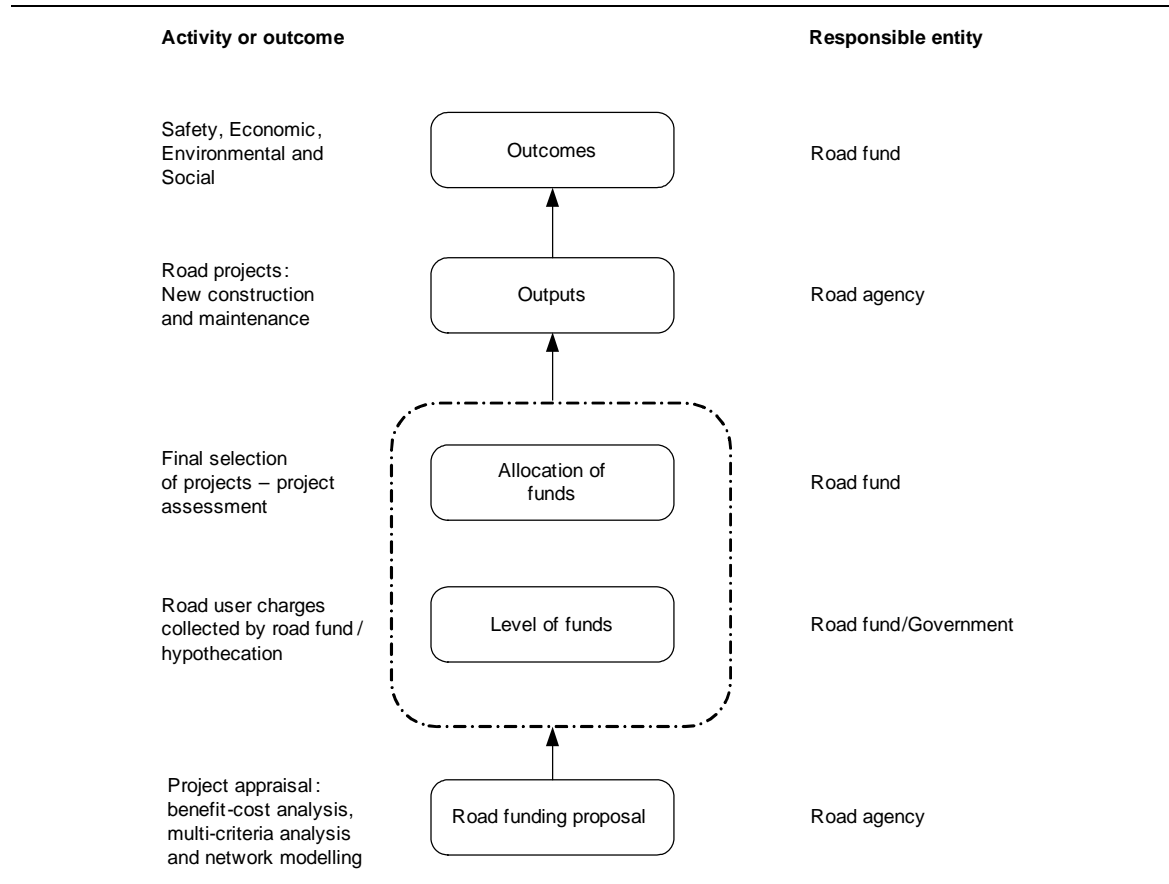 Activity or outcome
Responsible entity
Safety, Economic,
Environmental and
Social
Outcomes
Road fund
Road projects:
New construction
and maintenance
Outputs
Road agency
Final selection
of projects – project
assessment
Allocation of
funds
Road fund
Road user charges
collected by road fund/
hypothecation
Level of funds
Road fund/Government
Project appraisal:
benefit-cost analysis,
multi-criteria analysis
and network modelling
Road funding proposal
Road agency